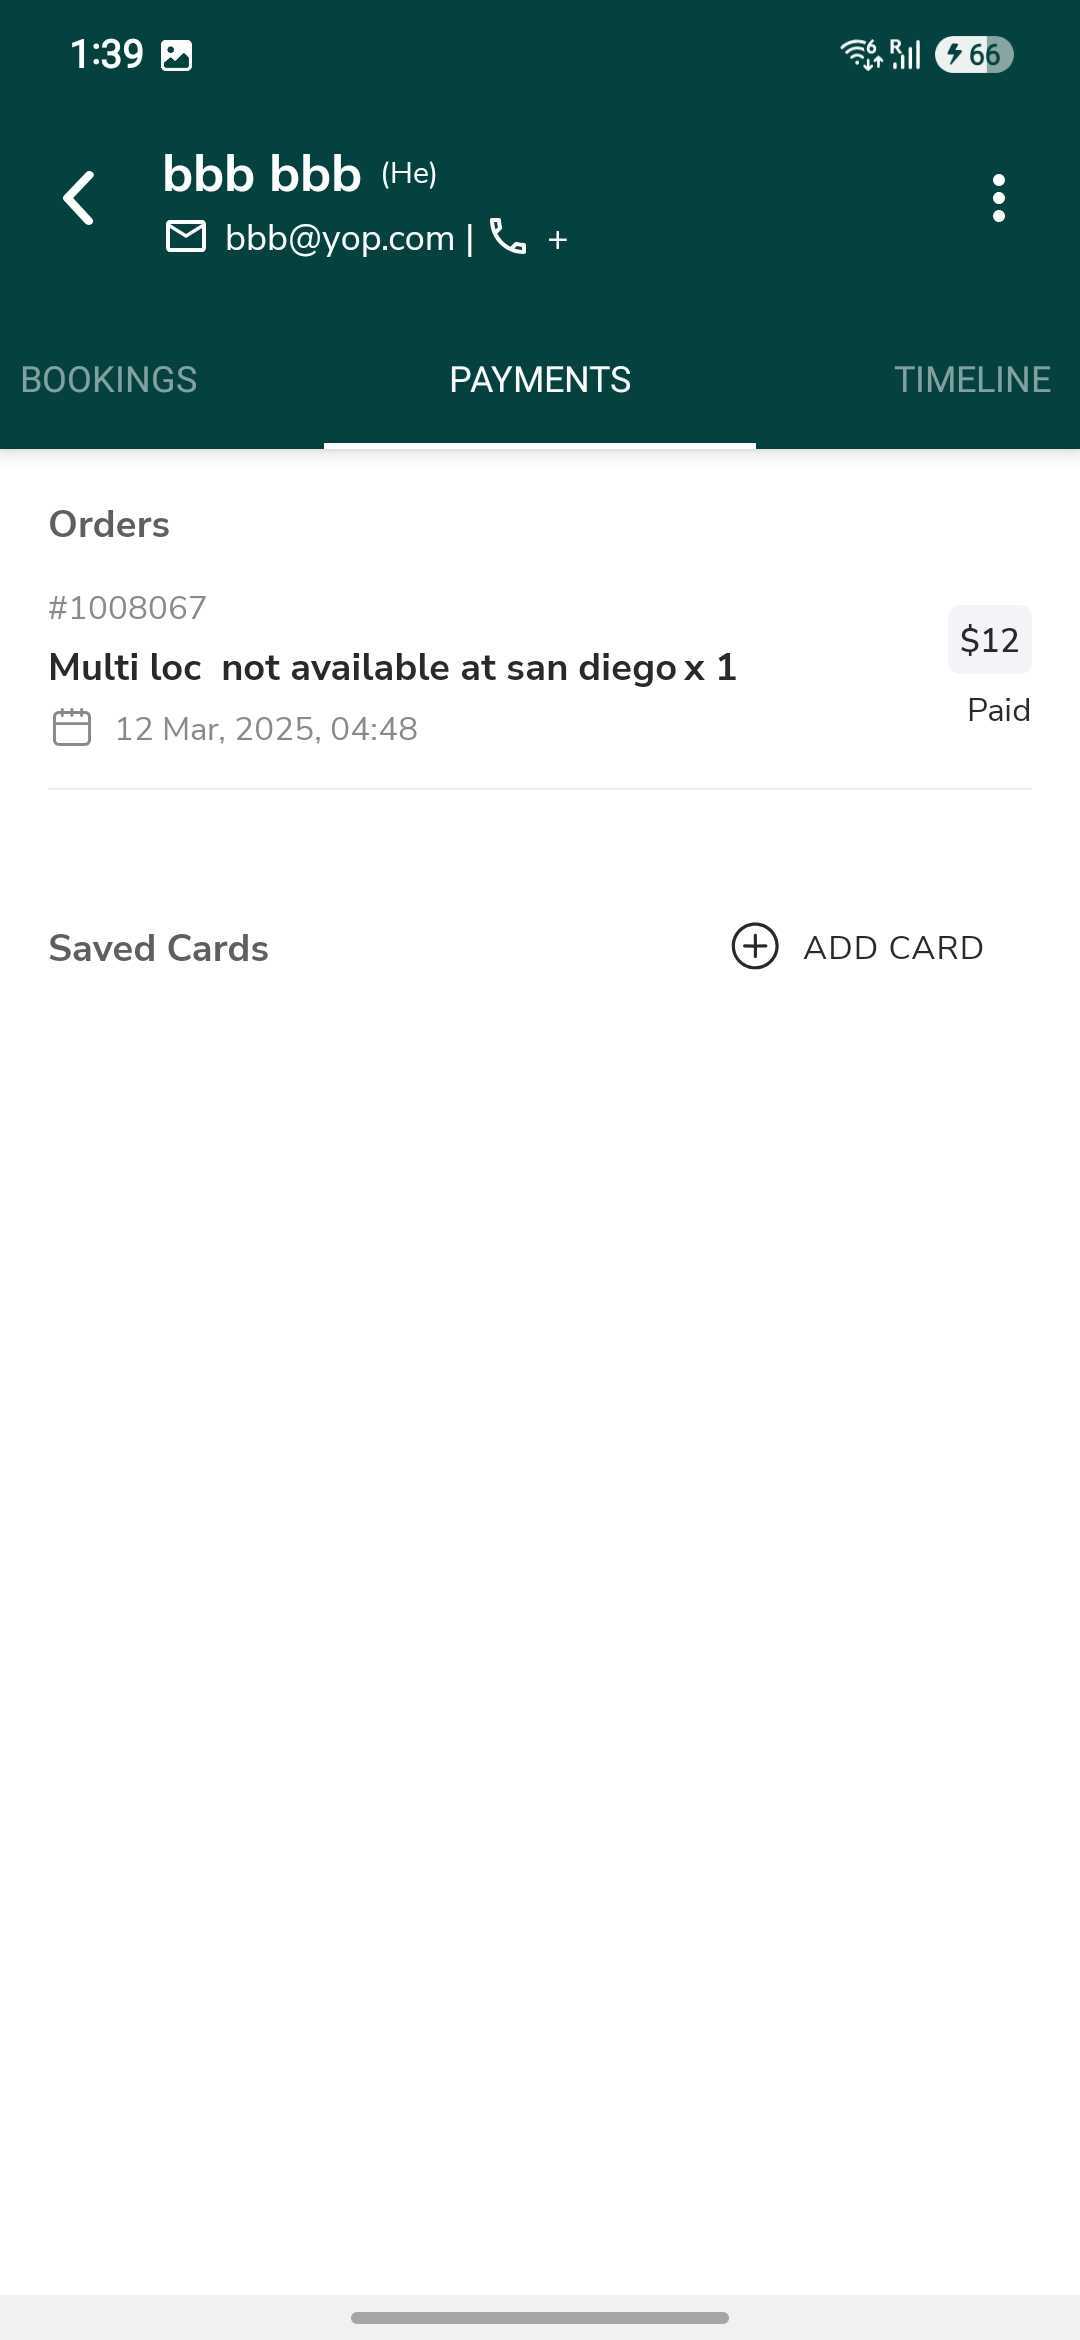 1:39
6 R 66
bbb bbb (He)
bbb@yop.com | +
BOOKINGS PAYMENTS TIMELINE
Orders
#1008067
$12
Multi loc  not available at san diego x 1
Paid
12 Mar, 2025, 04:48
Saved Cards ADD CARD